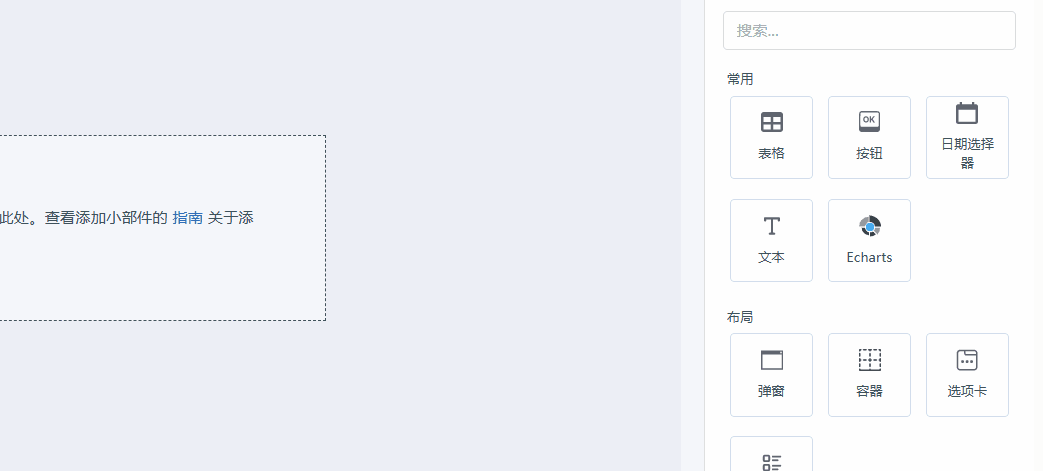 搜索...
常用
表格
OK
按钮
日期选择
器
此处。查看添加小部件的 指南 关于添
文本
Echarts
布局
弹窗
容器
选项卡